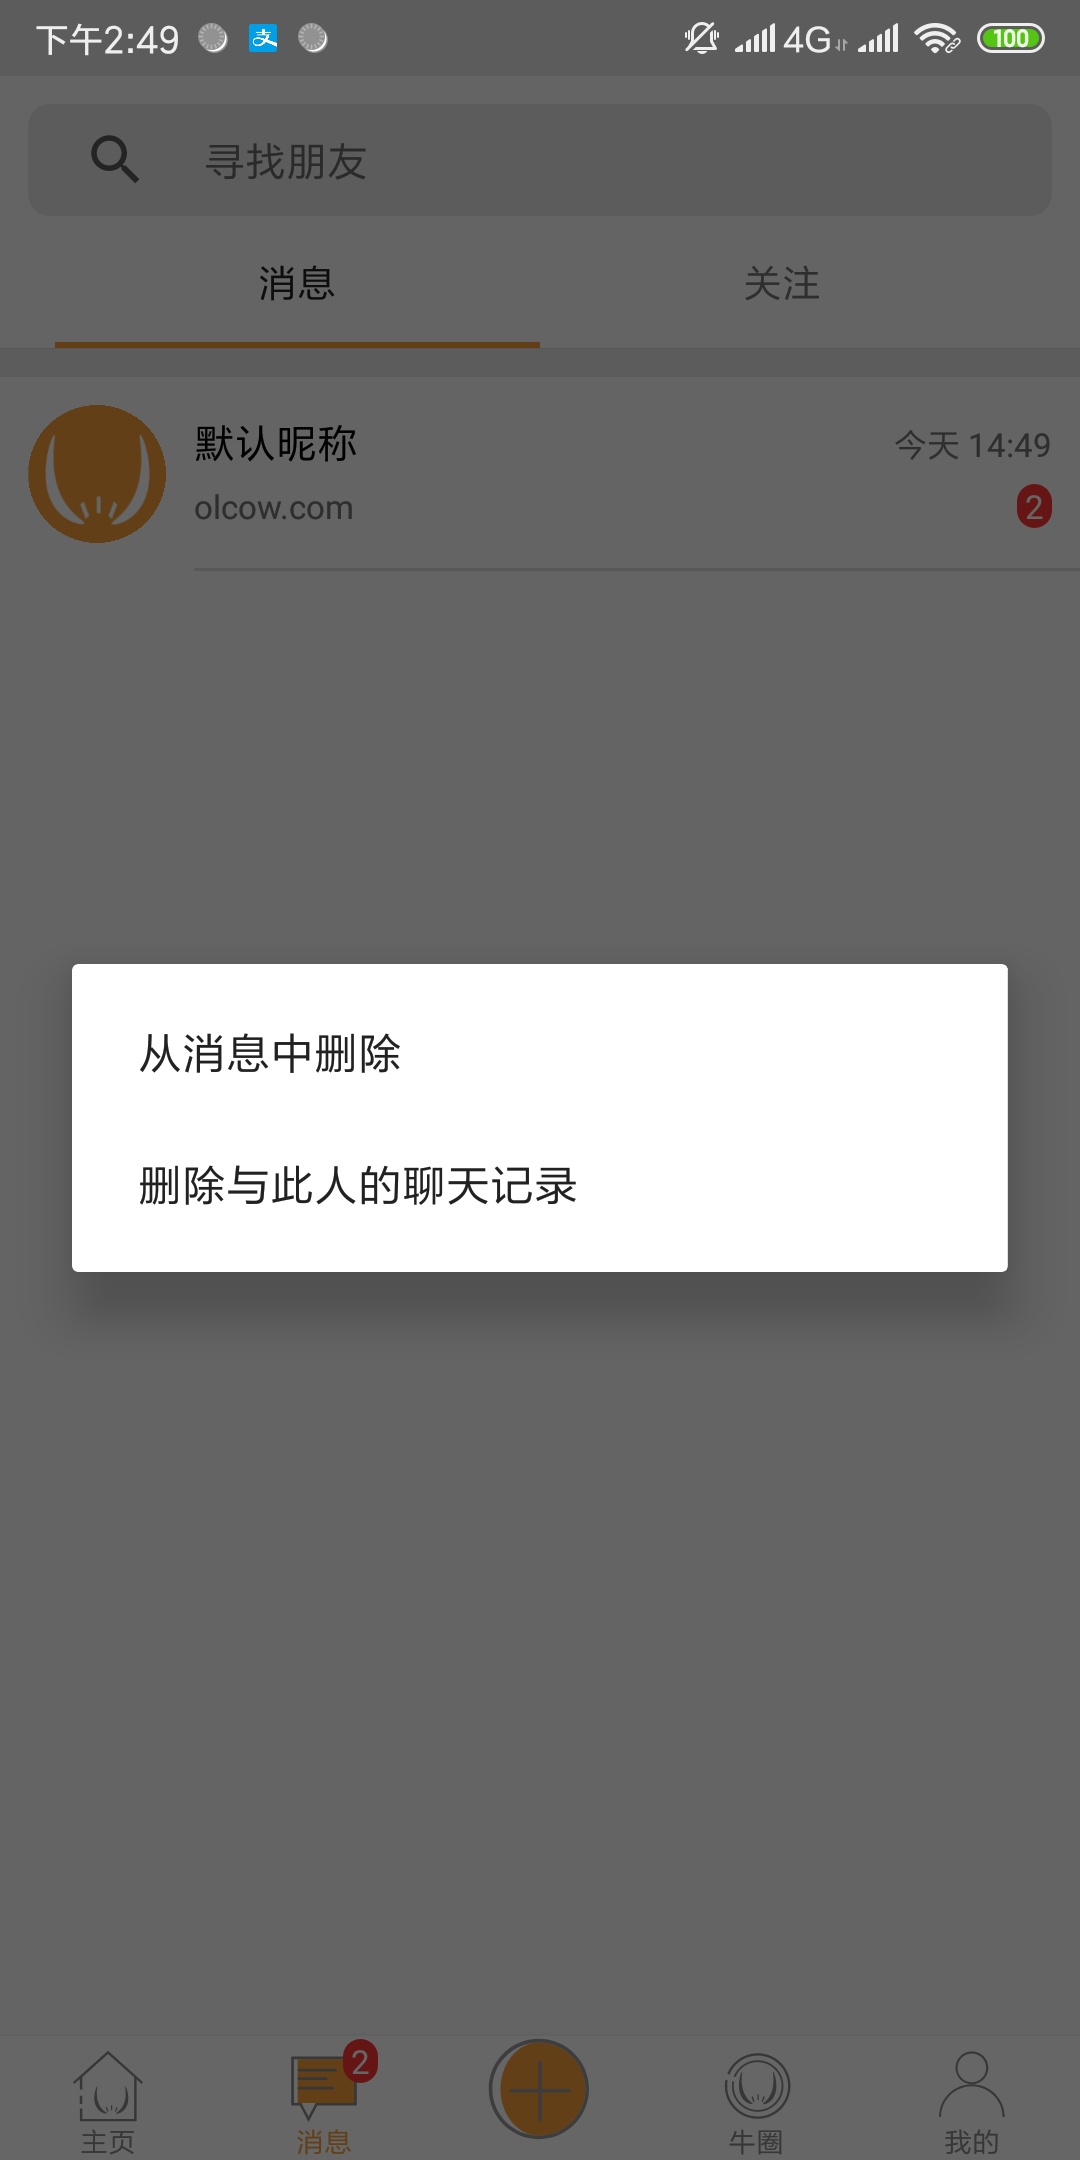 下午2:49 4G 100
寻找朋友
消息 关注
默认昵称 今天 14:49
olcow.com 2
从消息中删除
删除与此人的聊天记录
2
主页 消息 牛圈 我的